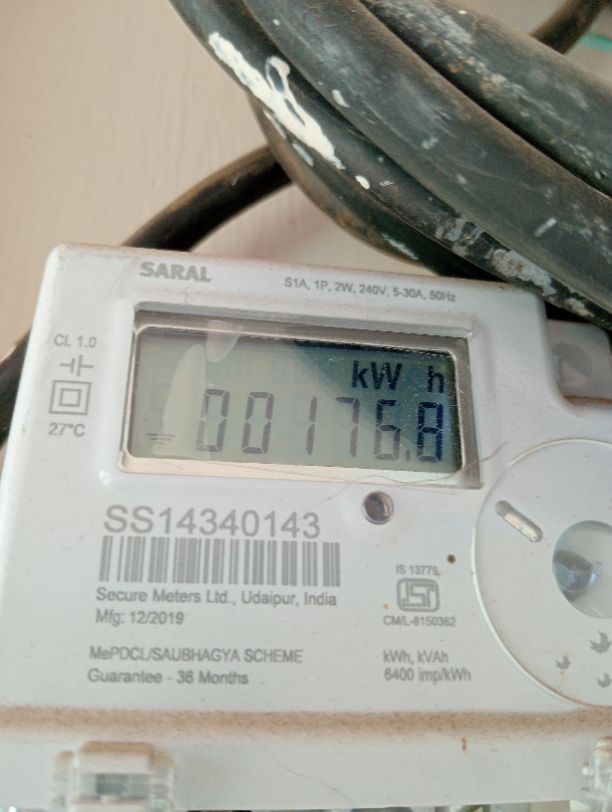 SARAL
S1A, 1P, 2W, 240V, 5-30A, 50Hz
Cl. 1.0
27°C
kW h
00176.8
SS14340143
Secure Meters Ltd., Udaipur, India
Mfg: 12/2019
MePDCL/SAUBHAGYA SCHEME
Guarantee - 36 Months
IS 13779
CM/L-8150362
kWh, kVAh
6400 imp/kWh